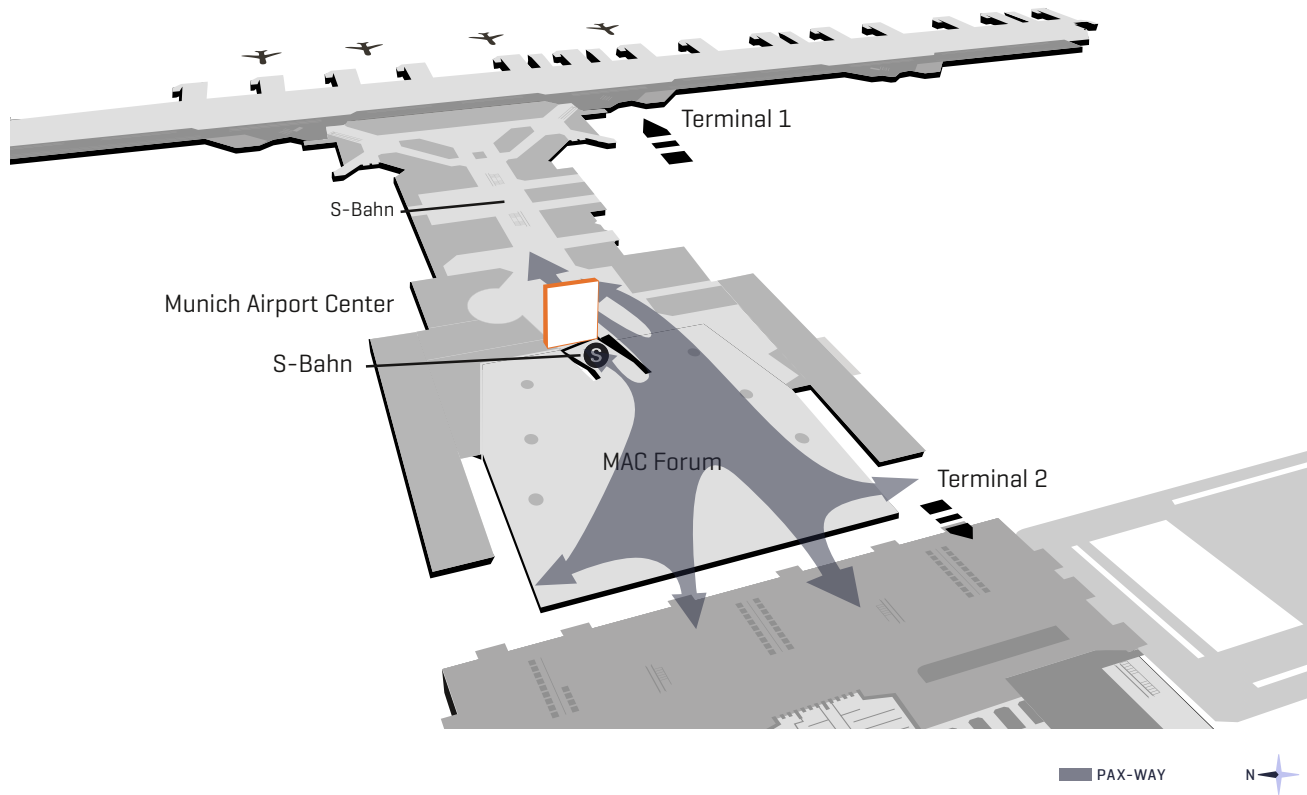 Terminal 1
S-Bahn
Munich Airport Center
S-Bahn
S
MAC Forum
Terminal 2
PAX-WAY
N